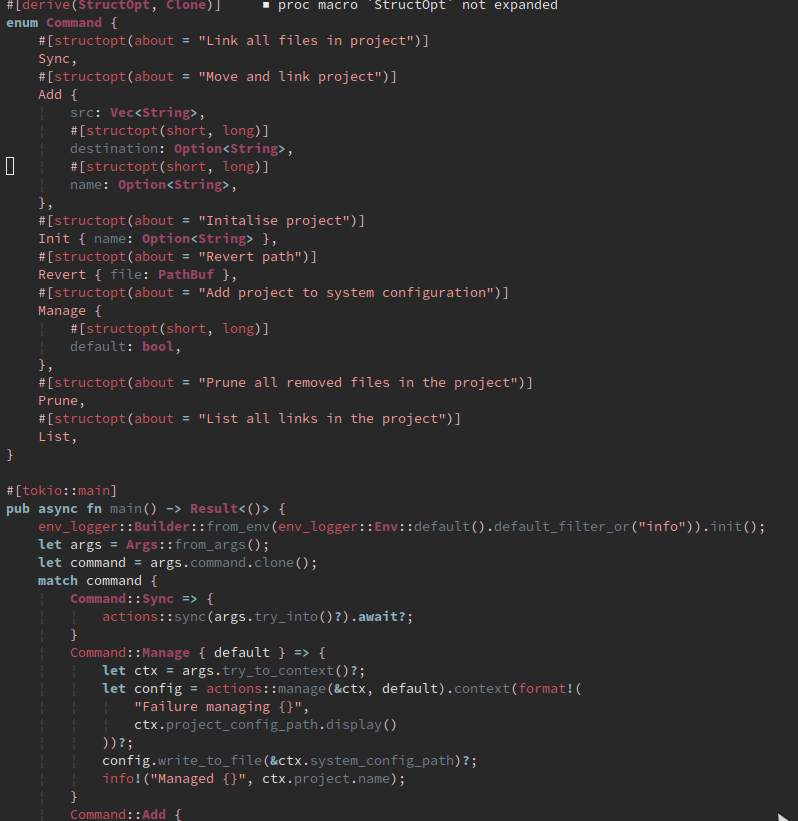 #[derive(StructOpt, Clone)]     ■ proc macro `StructOpt` not expanded
enum Command {
    #[structopt(about = "Link all files in project")]
    Sync,
    #[structopt(about = "Move and link project")]
    Add {
        src: Vec<String>,
        #[structopt(short, long)]
        destination: Option<String>,
        #[structopt(short, long)]
        name: Option<String>,
    },
    #[structopt(about = "Initalise project")]
    Init { name: Option<String> },
    #[structopt(about = "Revert path")]
    Revert { file: PathBuf },
    #[structopt(about = "Add project to system configuration")]
    Manage {
        #[structopt(short, long)]
        default: bool,
    },
    #[structopt(about = "Prune all removed files in the project")]
    Prune,
    #[structopt(about = "List all links in the project")]
    List,
}

#[tokio::main]
pub async fn main() -> Result<()> {
    env_logger::Builder::from_env(env_logger::Env::default().default_filter_or("info")).init();
    let args = Args::from_args();
    let command = args.command.clone();
    match command {
        Command::Sync => {
            actions::sync(args.try_into()?).await?;
        }
        Command::Manage { default } => {
            let ctx = args.try_to_context()?;
            let config = actions::manage(&ctx, default).context(format!(
                "Failure managing {}",
                ctx.project_config_path.display()
            ))?;
            config.write_to_file(&ctx.system_config_path)?;
            info!("Managed {}", ctx.project.name);
        }
        Command::Add {